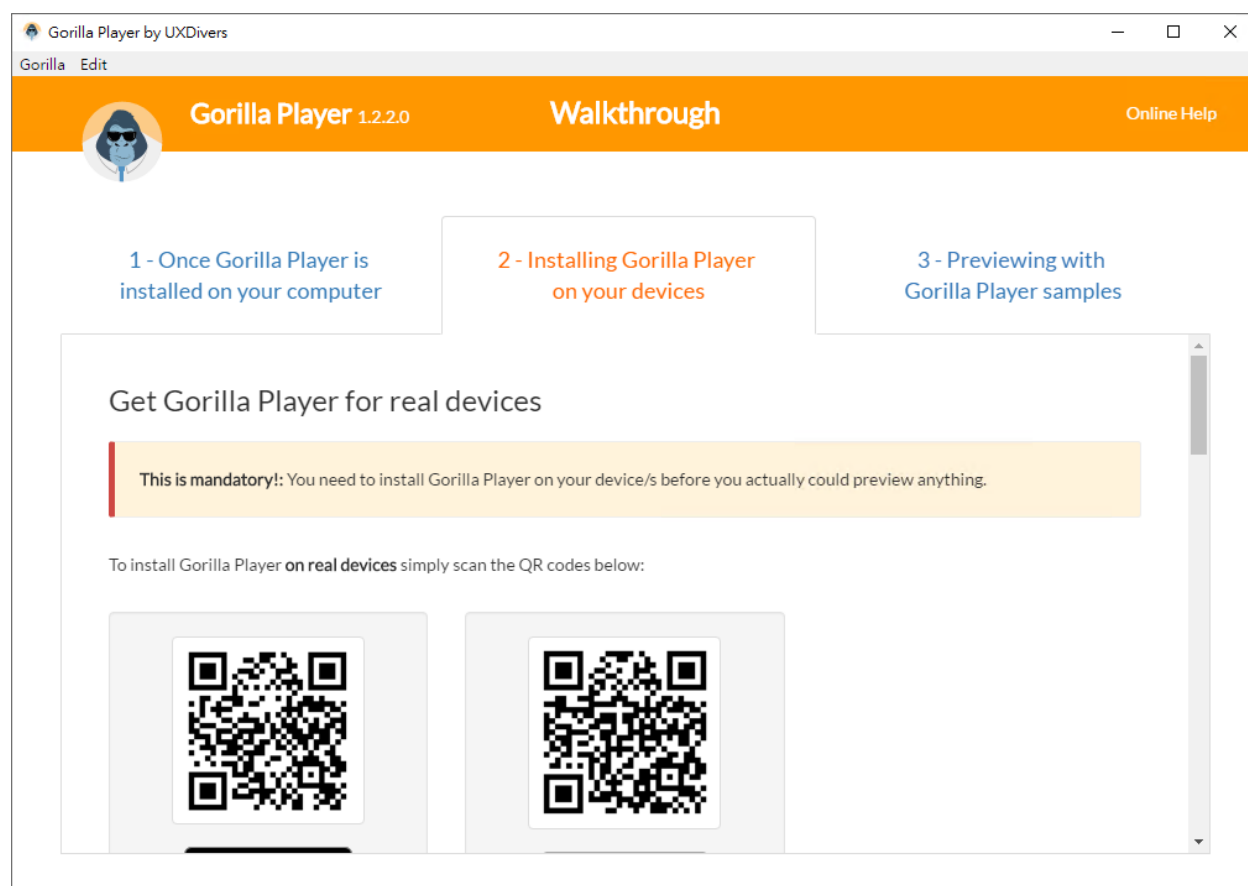 Gorilla Player by UXDivers
Gorilla Edit
Gorilla Player 1.2.2.0
Walkthrough
Online Help
1 - Once Gorilla Player is
installed on your computer
2 - Installing Gorilla Player
on your devices
3 - Previewing with
Gorilla Player samples
Get Gorilla Player for real devices
This is mandatory!: You need to install Gorilla Player on your device/s before you actually could preview anything.
To install Gorilla Player on real devices simply scan the QR codes below: